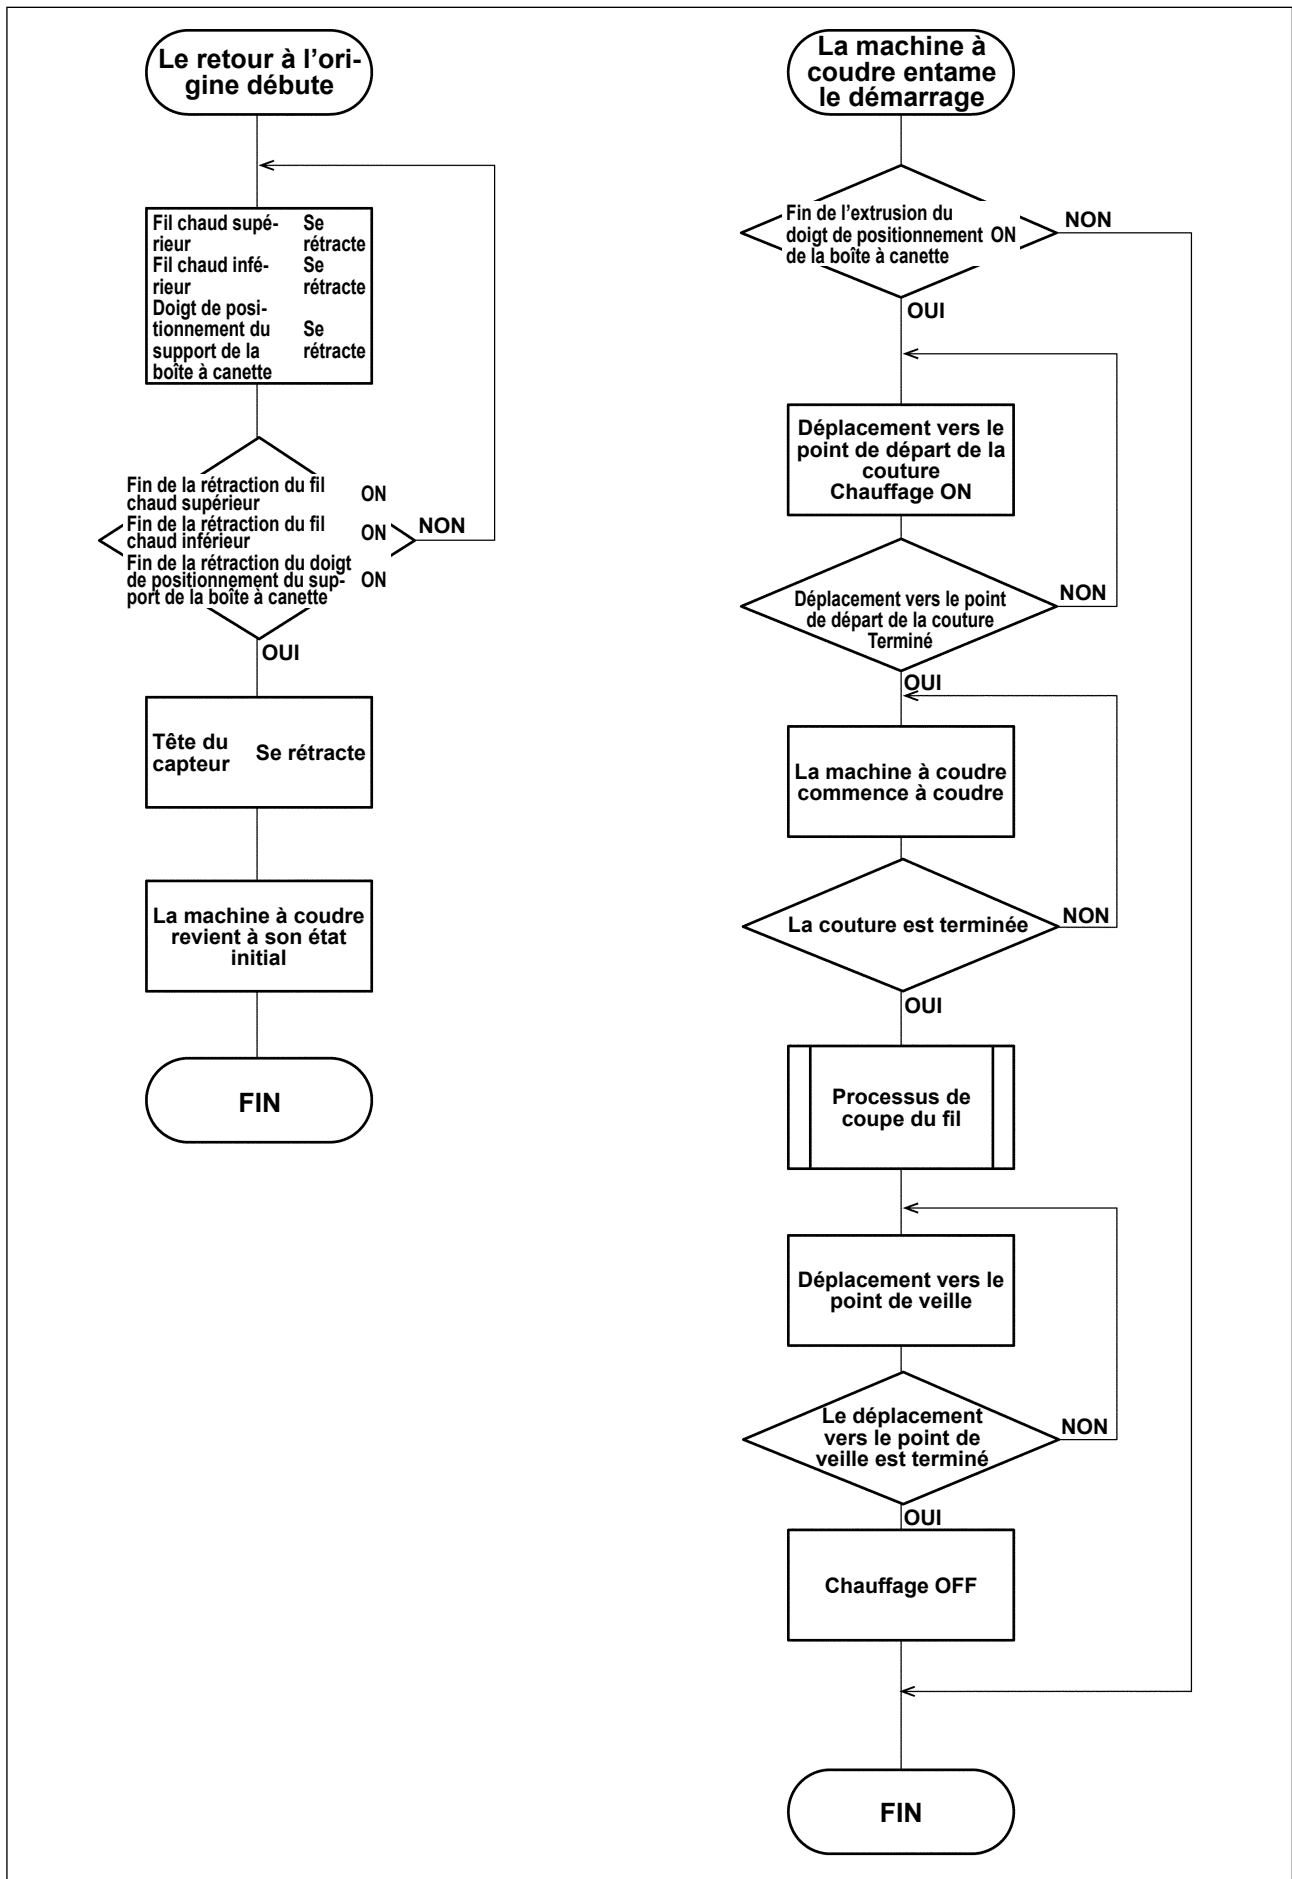 Le retour à l'ori-
gine débute
Fil chaud supé-
rieur
Se
rétracte
Fil chaud infé-
rieur
Se
rétracte
Doigt de posi-
tionnement du
support de la
boîte à canette
Se
rétracte
Fin de la rétraction du fil
chaud supérieur
ON
Fin de la rétraction du fil
chaud inférieur
ON
Fin de la rétraction du doigt
de positionnement du sup-
port de la boîte à canette
ON
NON
OUI
Tête du
capteur
Se rétracte
La machine à coudre
revient à son état
initial
FIN
La machine à
coudre entame
le démarrage
Fin de l'extrusion du
doigt de positionnement
de la boîte à canette
ON
NON
OUI
Déplacement vers le
point de départ de la
couture
Chauffage ON
Déplacement vers le point
de départ de la couture
Terminé
NON
OUI
La machine à coudre
commence à coudre
La couture est terminée
NON
OUI
Processus de
coupe du fil
Déplacement vers le
point de veille
Le déplacement
vers le point de
veille est terminé
NON
OUI
Chauffage OFF
FIN